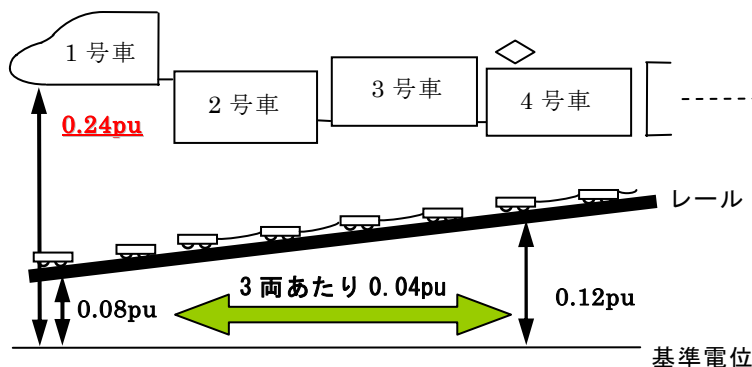 1号車
2号車
3号車
4号車
0.24pu
レール
3両あたり0.04pu
0.08pu
0.12pu
基準電位